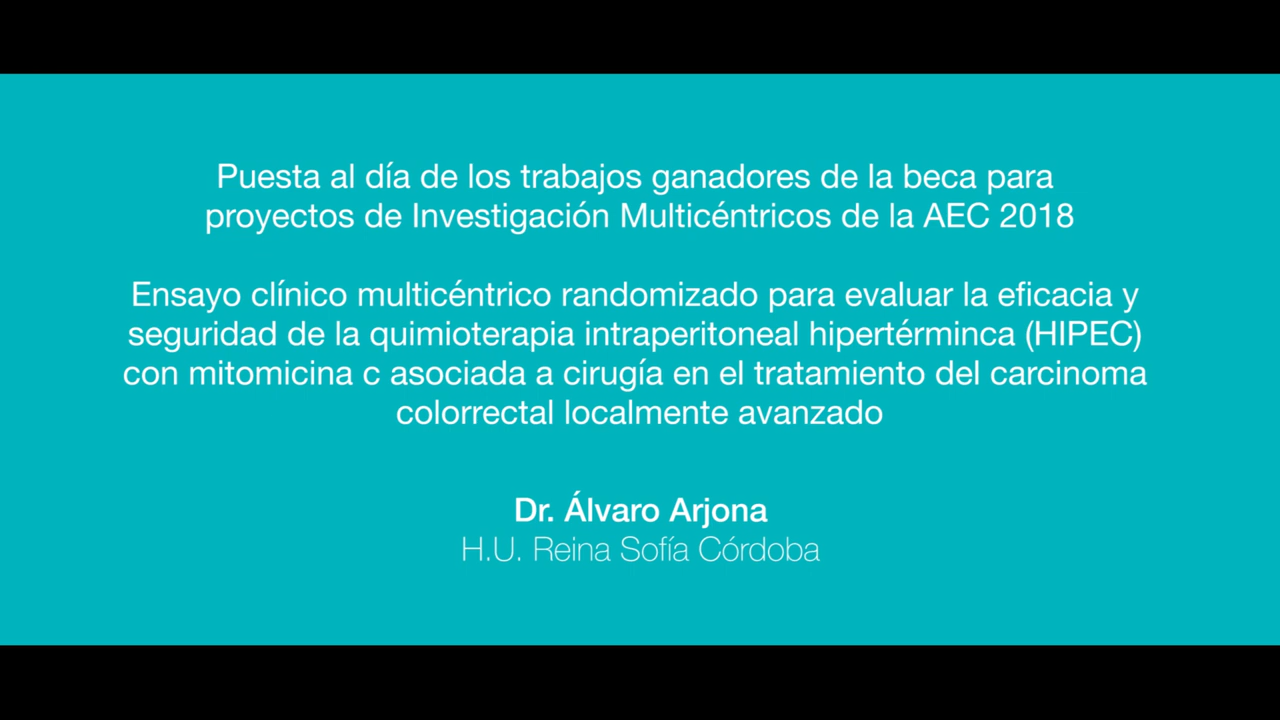 Puesta al día de los trabajos ganadores de la beca para
proyectos de Investigación Multicéntricos de la AEC 2018
Ensayo clínico multicéntrico randomizado para evaluar la eficacia y
seguridad de la quimioterapia intraperitoneal hipertérminca (HIPEC)
con mitomicina c asociada a cirugía en el tratamiento del carcinoma
colorrectal localmente avanzado
Dr. Álvaro Arjona
H.U. Reina Sofía Córdoba